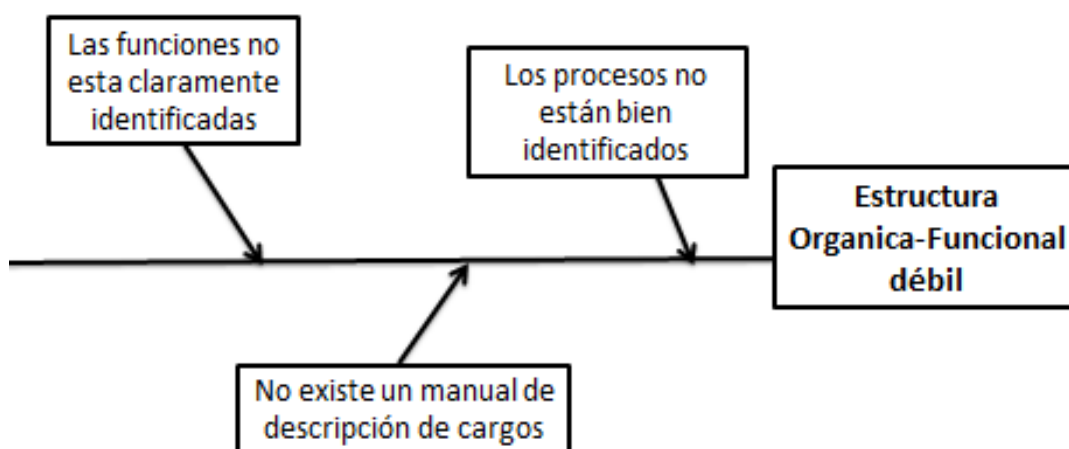 Las funciones no
esta claramente
identificadas
Los procesos no
están bien
identificados
Estructura
Organica-Funcional
débil
No existe un manual de
descripción de cargos